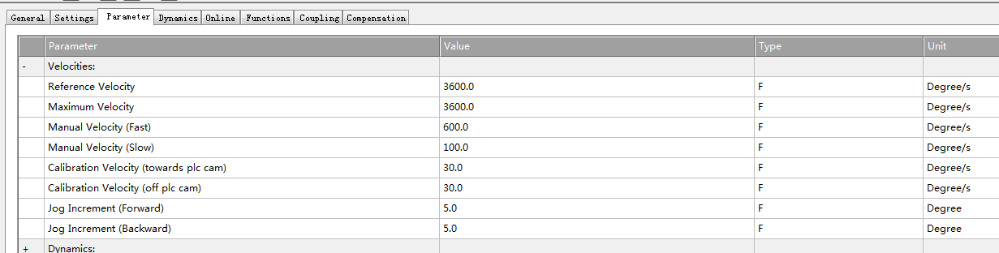 General Settings Parameter Dynamics Online Functions Coupling Compensation
Parameter Value Type Unit
- Velocities:
Reference Velocity 3600.0 F Degree/s
Maximum Velocity 3600.0 F Degree/s
Manual Velocity (Fast) 600.0 F Degree/s
Manual Velocity (Slow) 100.0 F Degree/s
Calibration Velocity (towards plc cam) 30.0 F Degree/s
Calibration Velocity (off plc cam) 30.0 F Degree/s
Jog Increment (Forward) 5.0 F Degree
Jog Increment (Backward) 5.0 F Degree
+ Dynamics: